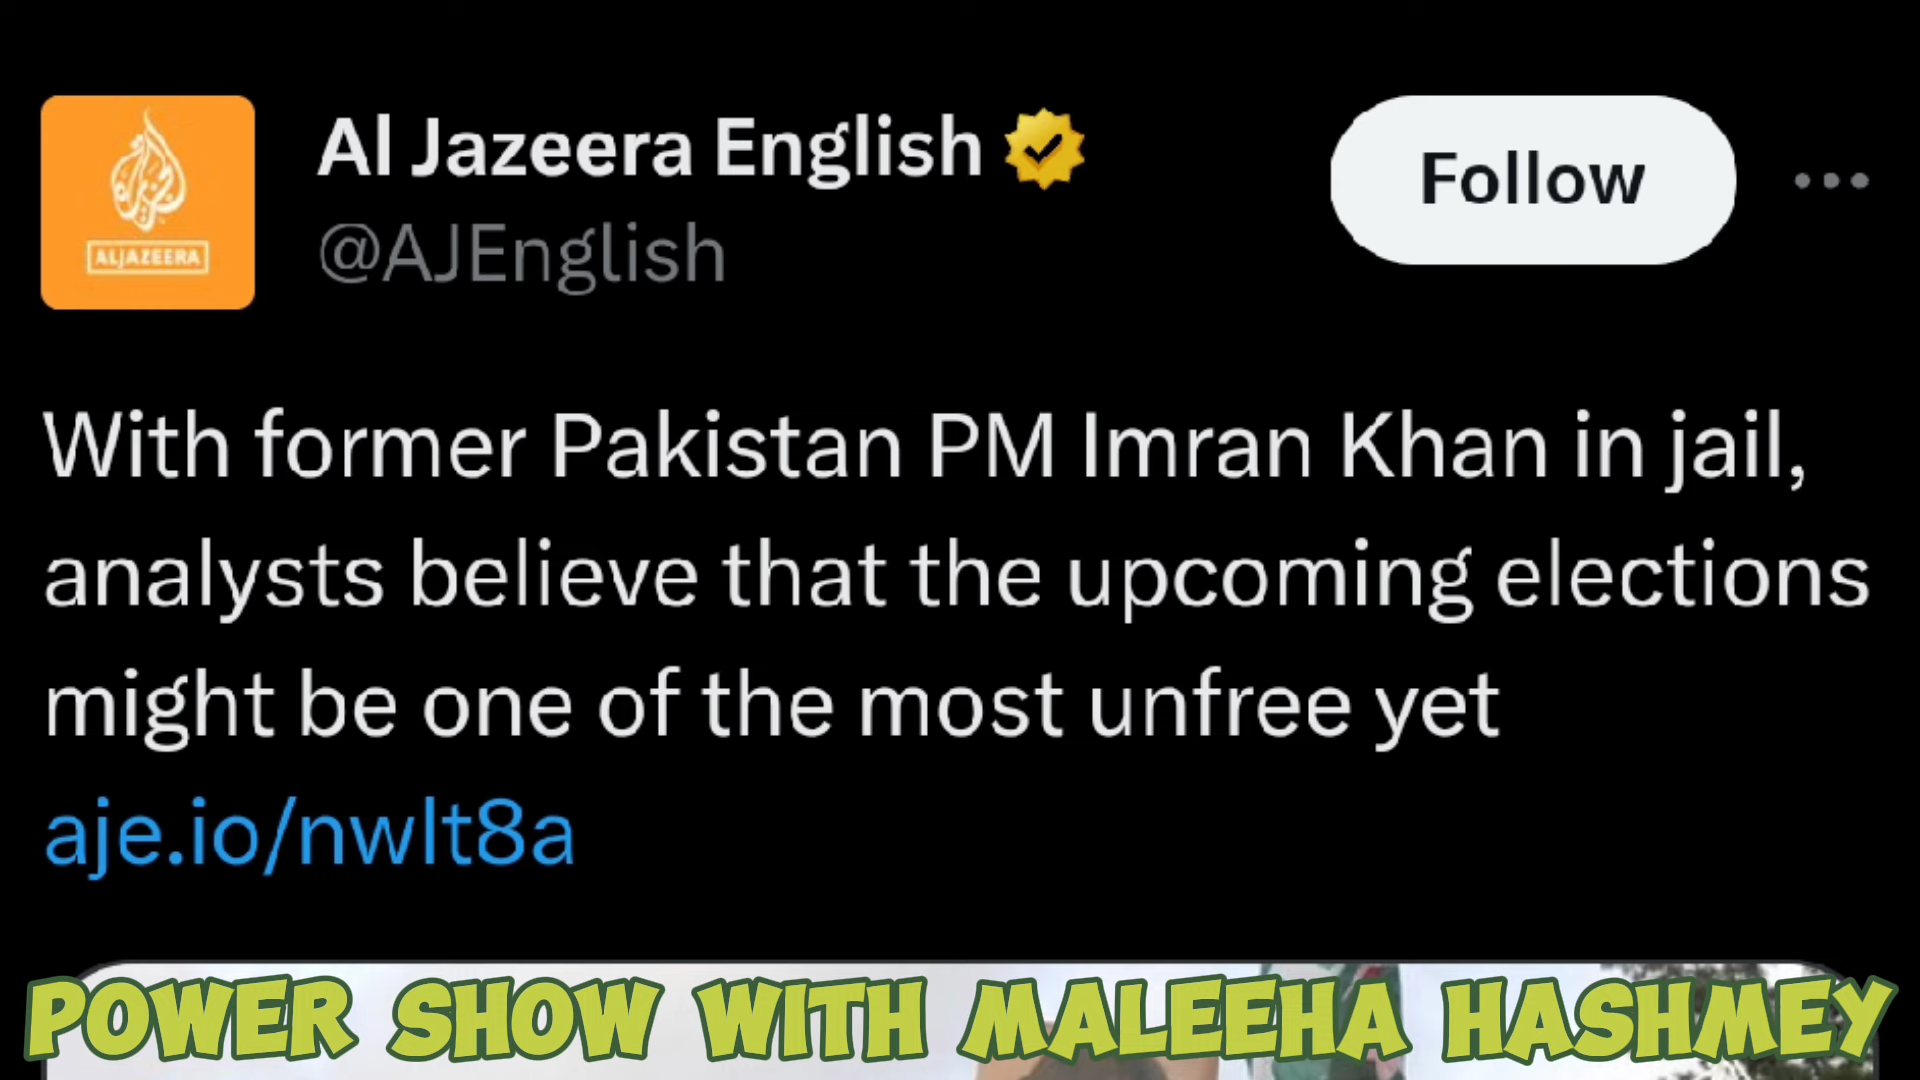 Al Jazeera English
@AJEnglish
Follow
ALJAZEERA
With former Pakistan PM Imran Khan in jail,
analysts believe that the upcoming elections
might be one of the most unfree yet
aje.io/nwlt8a
POWER SHOW WITH MALEEHA HASHMEY